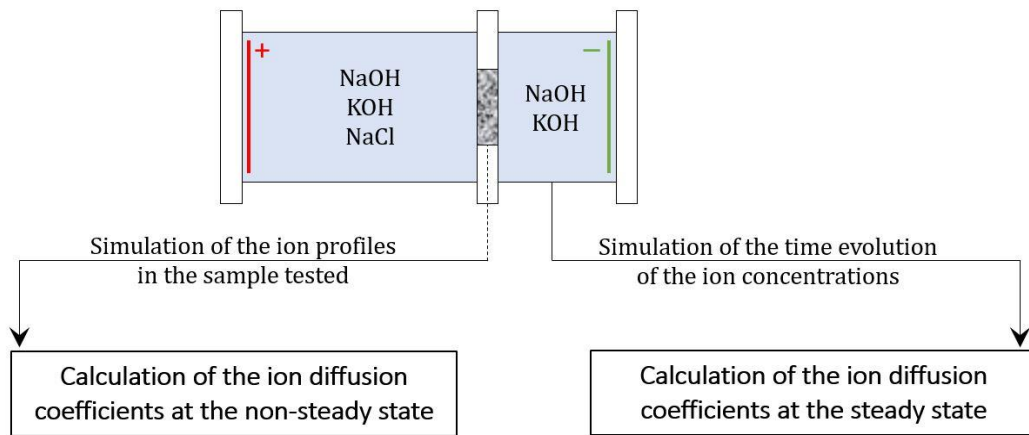 +
−
NaOH
KOH
NaCl
NaOH
KOH
Simulation of the ion profiles
in the sample tested
Simulation of the time evolution
of the ion concentrations
Calculation of the ion diffusion
coefficients at the non-steady state
Calculation of the ion diffusion
coefficients at the steady state